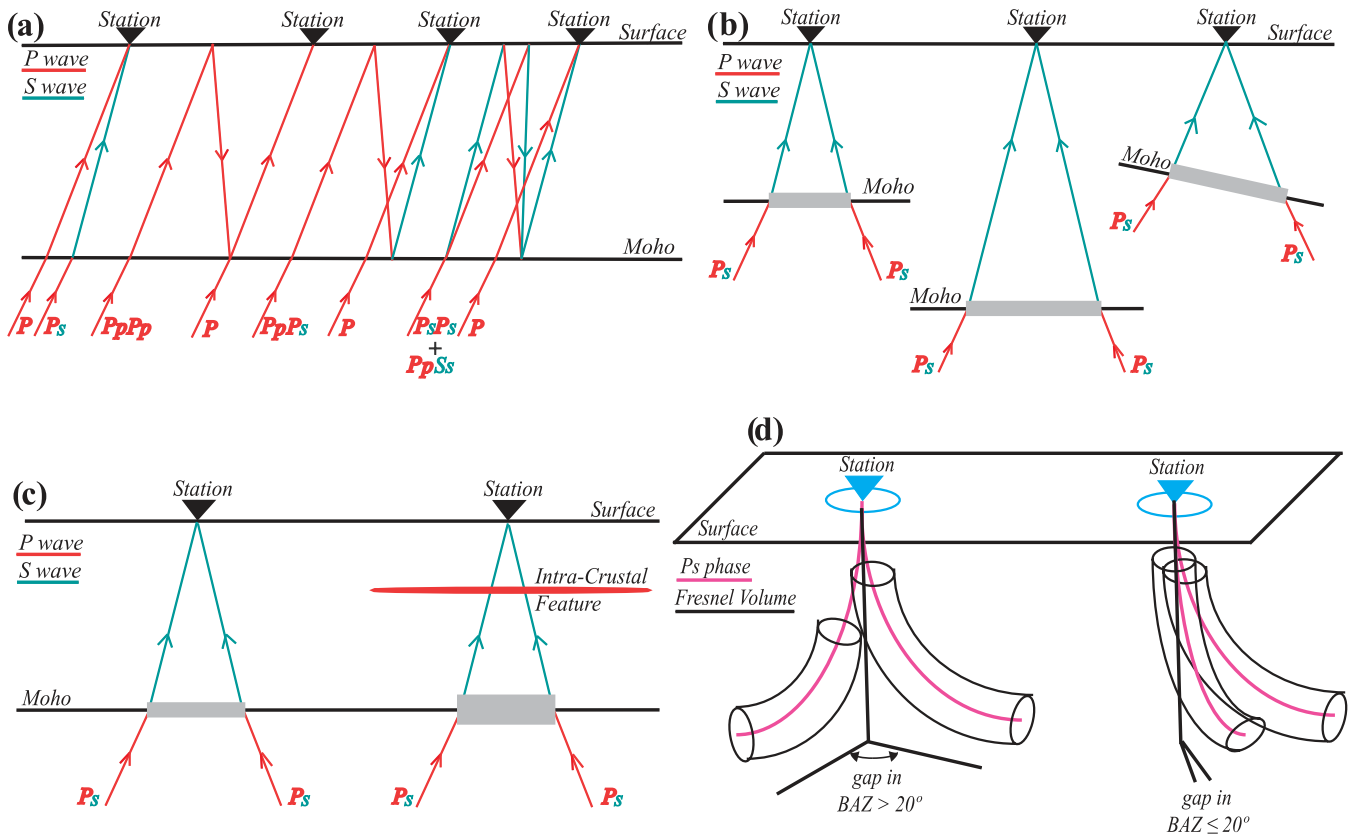 (a)
Station Station Station Station
Surface
P wave
S wave
Moho
P Ps PpPp P PpPs P PsPs P
+
PpSs
(b)
Station Station Station
Surface
P wave
S wave
Moho
Moho
Moho
Ps Ps
Ps Ps
Ps Ps
(c)
Station Station
Surface
P wave
S wave
Intra-Crustal
Feature
Moho
Ps Ps Ps Ps
(d)
Station Station
Surface
Ps phase
Fresnel Volume
gap in
BAZ > 20°
gap in
BAZ ≤ 20°